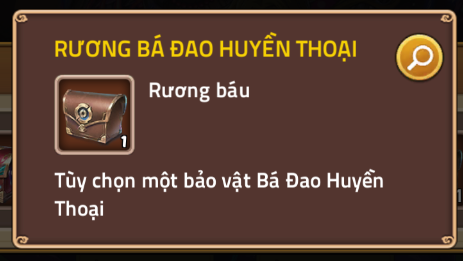 RƯƠNG BÁ ĐAO HUYỀN THOẠI
Rương báu
1
Tùy chọn một bảo vật Bá Đao Huyền
Thoại